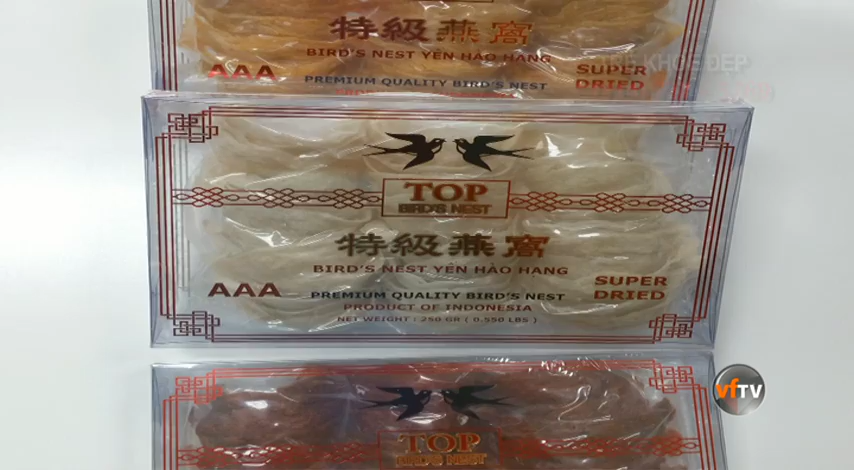 特級燕窩
BIRD'S NEST YẾN HẢO HẠNG
AAA
PREMIUM QUALITY BIRD'S NEST
SUPER
DRIED
TOP
BIRD'S NEST
特級燕窩
BIRD'S NEST YẾN HẢO HẠNG
AAA
PREMIUM QUALITY BIRD'S NEST
PRODUCT OF INDONESIA
NET WEIGHT : 250 GR ( 0.550 LBS )
SUPER
DRIED
vfTV
TOP
BIRD'S NEST